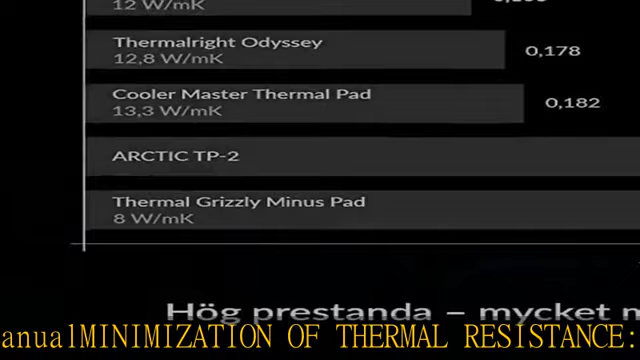 12 W/mK
Thermalright Odyssey
12,8 W/mK
0,178
Cooler Master Thermal Pad
13,3 W/mK
0,182
ARCTIC TP-2
Thermal Grizzly Minus Pad
8 W/mK
Hög prestanda – mycket
anualMINIMIZATION OF THERMAL RESISTANCE: